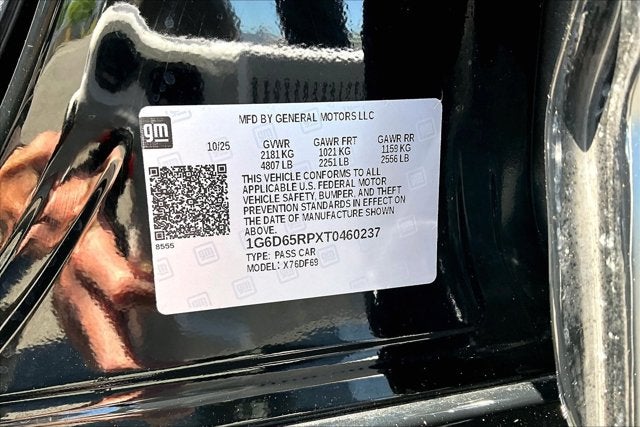 MFD BY GENERAL MOTORS LLC
gm
10/25 GVWR GAWR FRT GAWR RR
2181 KG 1021 KG 1159 KG
4807 LB 2251 LB 2556 LB
THIS VEHICLE CONFORMS TO ALL
APPLICABLE U.S. FEDERAL MOTOR
VEHICLE SAFETY, BUMPER, AND THEFT
PREVENTION STANDARDS IN EFFECT ON
THE DATE OF MANUFACTURE SHOWN
ABOVE.
8555
1G6D65RPXT0460237
TYPE: PASS CAR
MODEL: X76DF69